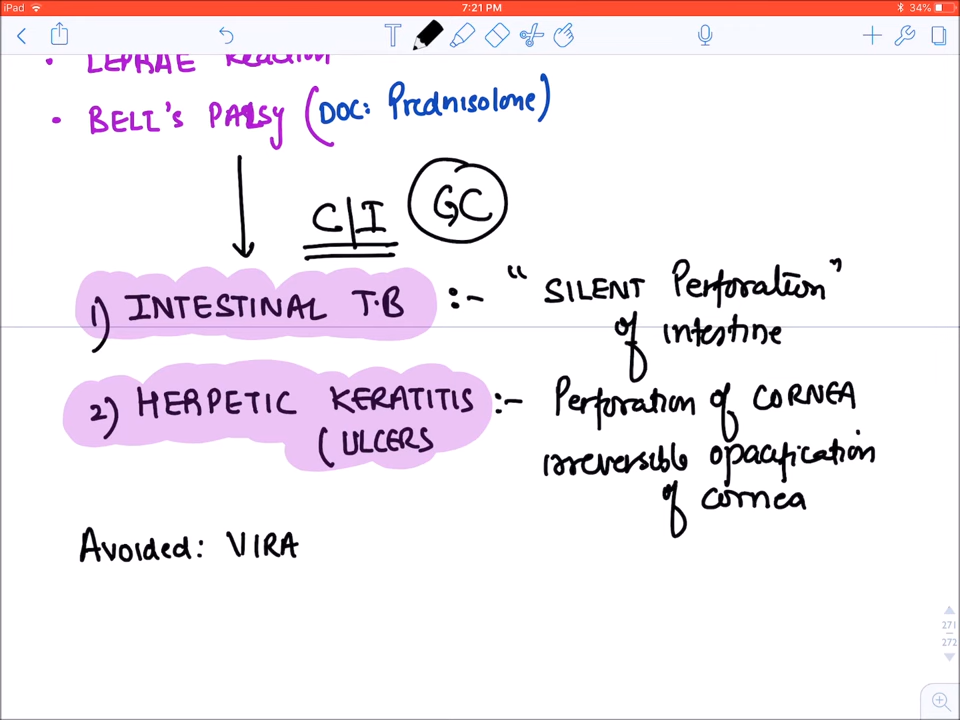 iPad 7:21 PM 34%
• LEPRAE Reaction
• BELL's PALSY (DOC: Prednisolone)
C|I GC
1) INTESTINAL T.B :- "SILENT Perforation"
of intestine
2) HERPETIC KERATITIS :- Perforation of CORNEA
(ULCERS irreversible opacification
of cornea
Avoided: VIRA
271
272